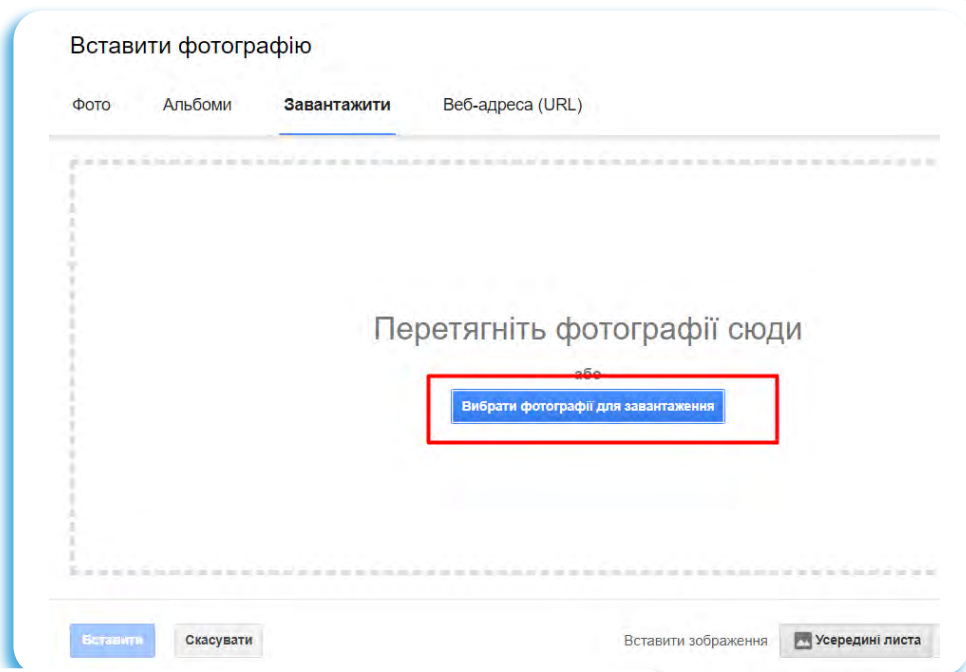 Вставити фотографію
Фото Альбоми Завантажити Веб-адреса (URL)
Перетягніть фотографії сюди
або
Вибрати фотографії для завантаження
Вставити Скасувати Вставити зображення Усередині листа